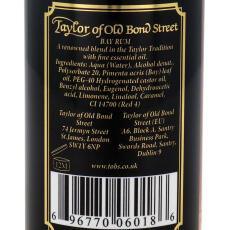 Taylor of Old Bond Street
BAY RUM
A renowned blend in the Taylor Tradition
with fine essential oil.
Ingredients: Aqua (Water), Alcohol denat.,
Polysorbate 20, Pimenta acris (Bay) leaf
oil, PEG-40 Hydrogenated castor oil,
Benzyl alcohol, Eugenol, Dehydroacetic
acid, Limonene, Linalool, Caramel,
CI 14700 (Red 4)
Taylor of Old Bond
Street
74 Jermyn Street
St.James, London
SW1Y 6NP
Taylor of Old Bond
Street (EU)
A6, Block A, Santry
Business Park,
Swords Road, Santry,
Dublin 9
12M
www.tobs.co.uk
6 96770 06018 6